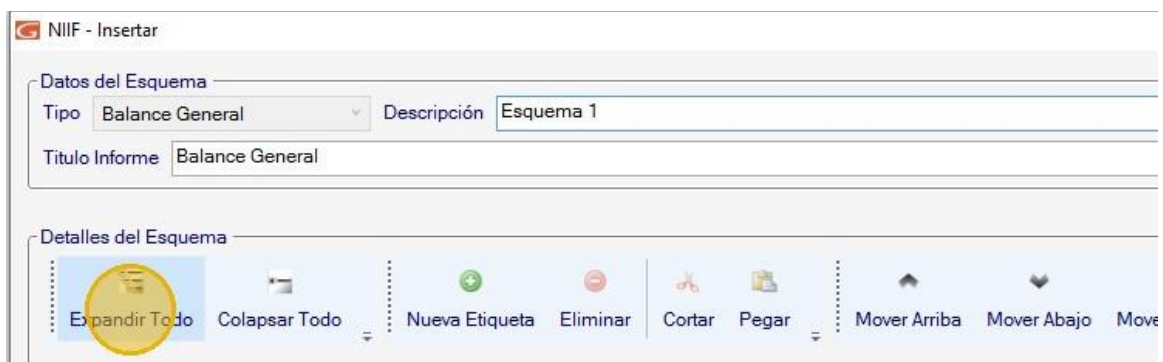 NIIF - Insertar
Datos del Esquema
Tipo Balance General Descripción Esquema 1
Titulo Informe Balance General
Detalles del Esquema
Expandir Todo Colapsar Todo Nueva Etiqueta Eliminar Cortar Pegar Mover Arriba Mover Abajo Move